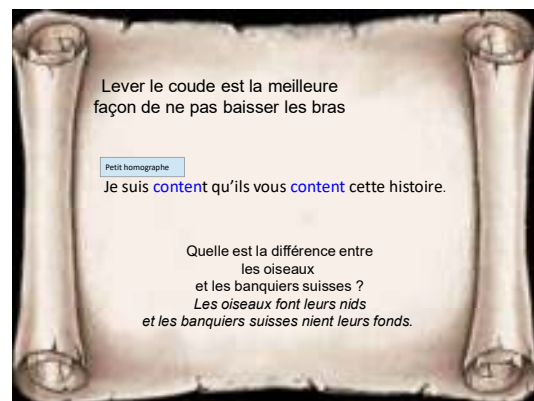 Lever le coude est la meilleure
façon de ne pas baisser les bras
Petit homographe
Je suis content qu’ils vous content cette histoire.
Quelle est la différence entre
les oiseaux
et les banquiers suisses ?
Les oiseaux font leurs nids
et les banquiers suisses nient leurs fonds.